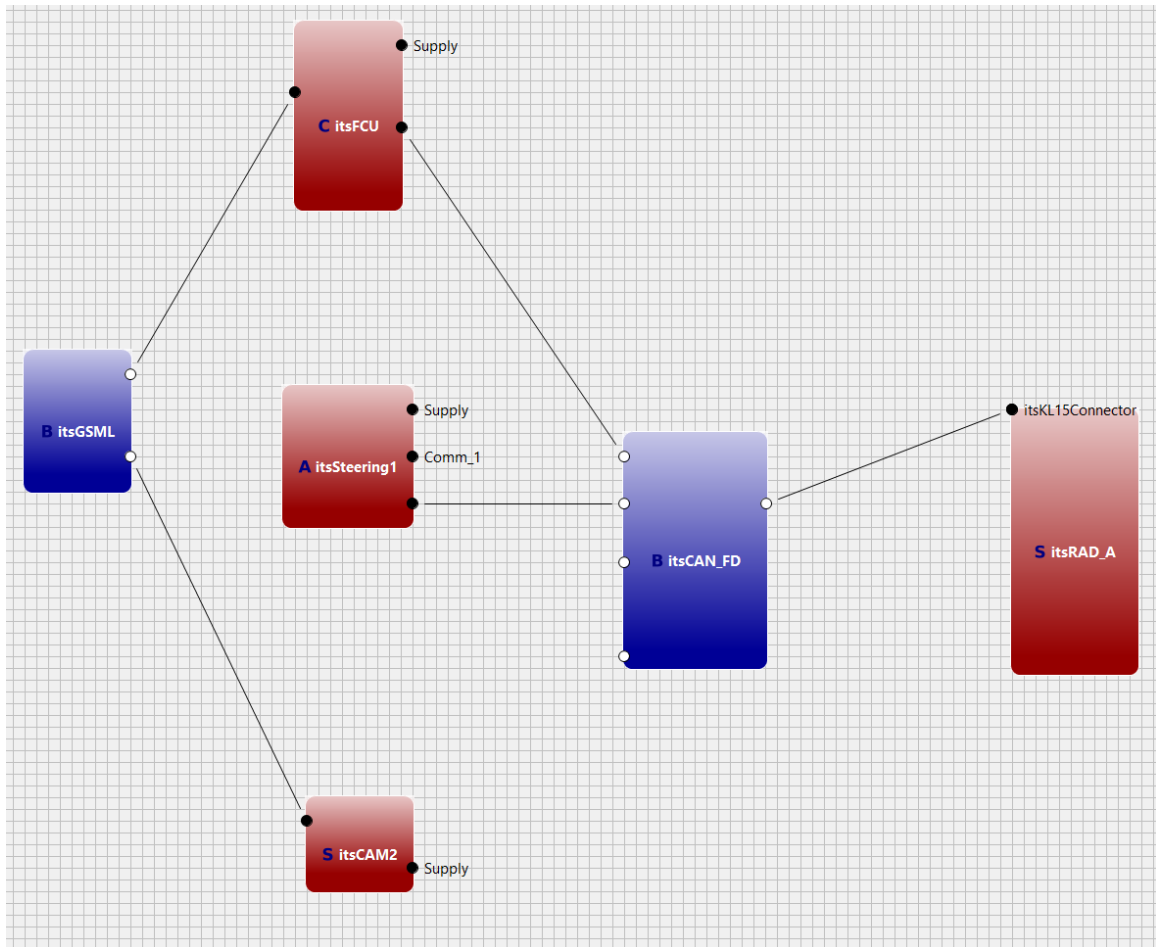 Supply
C itsFCU
Supply
itsKL15Connector
B itsGSML
Comm_1
A itsSteering1
S itsRAD_A
B itsCAN_FD
S itsCAM2
Supply